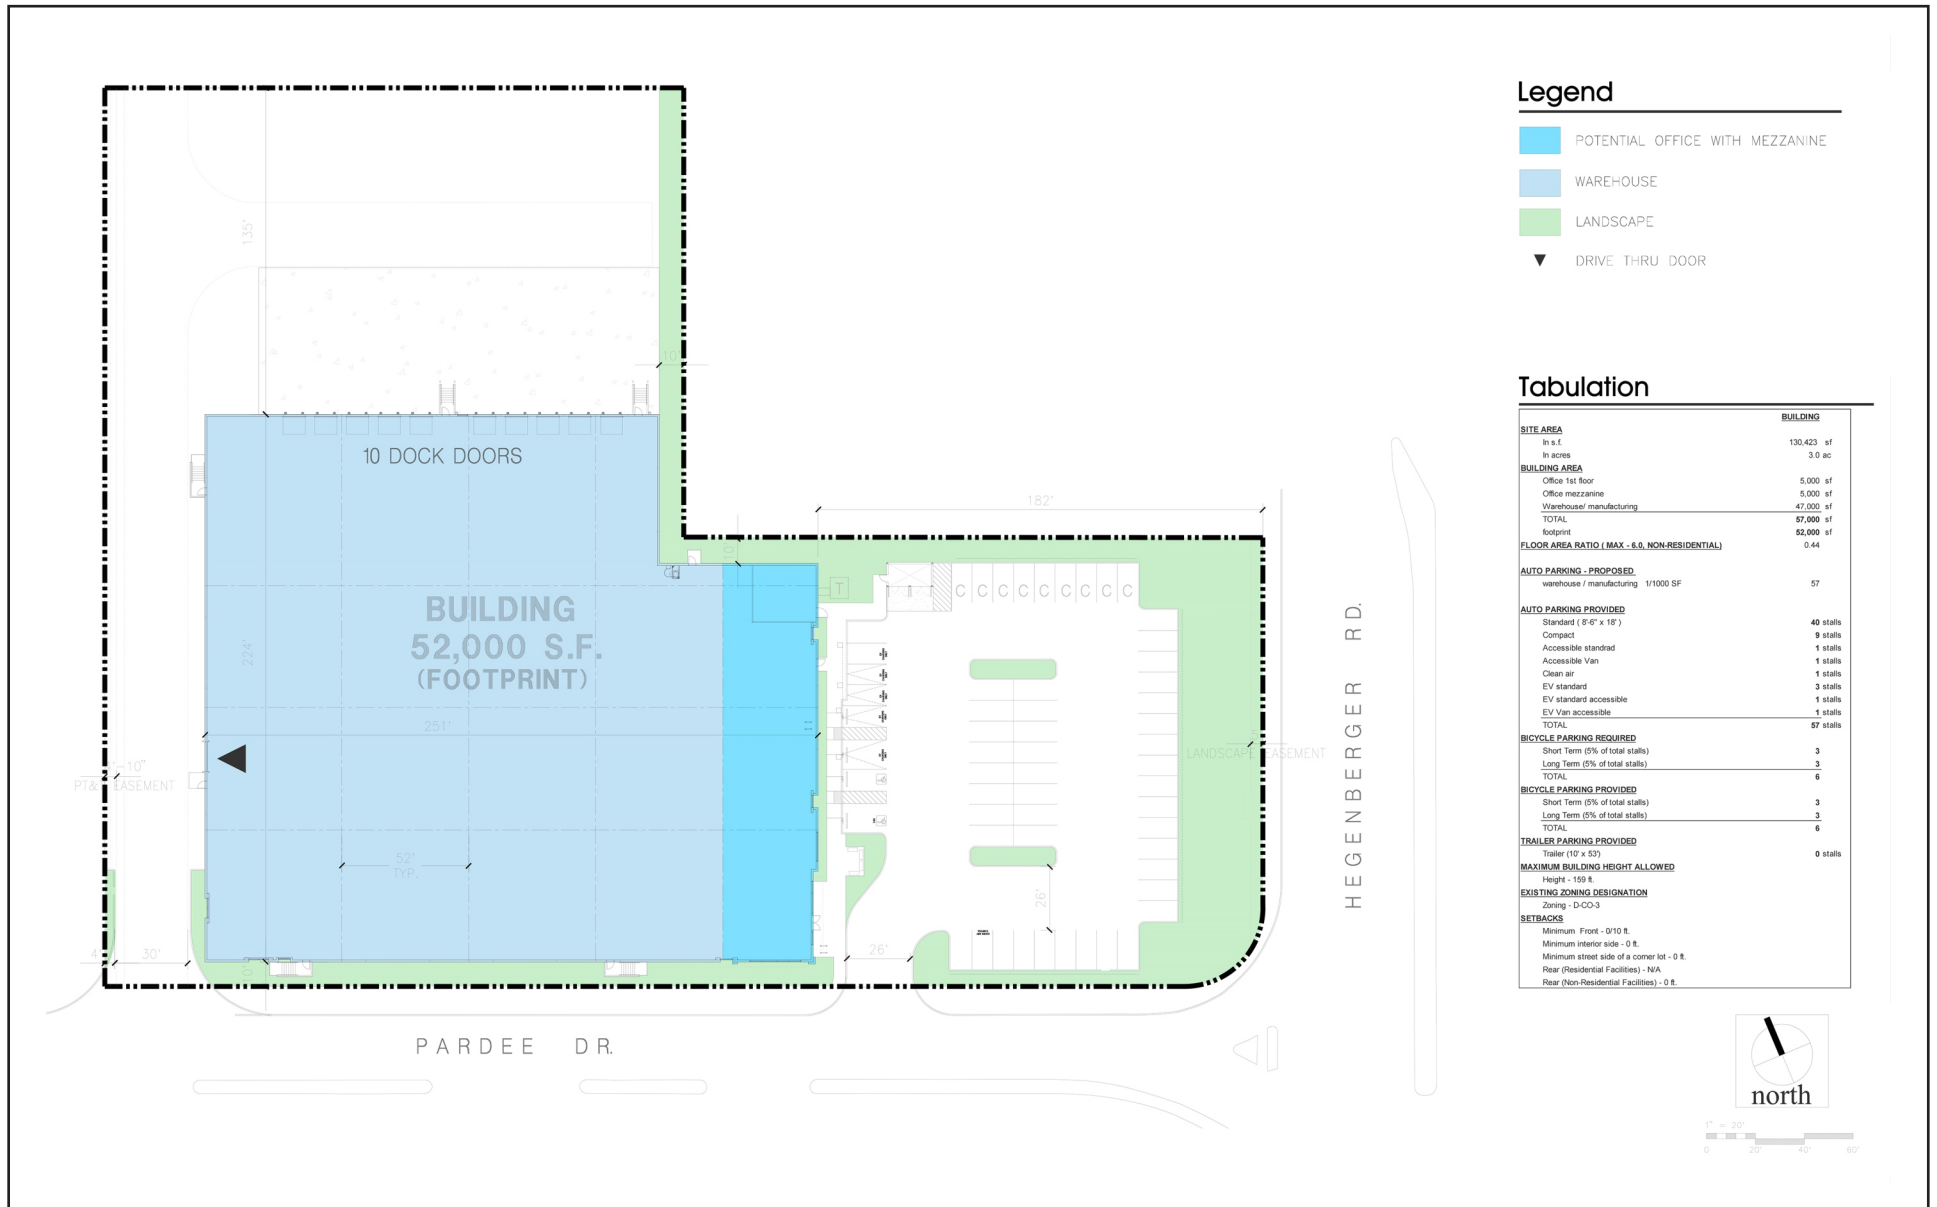 Legend
POTENTIAL OFFICE WITH MEZZANINE
WAREHOUSE
LANDSCAPE
DRIVE THRU DOOR
135'
10'
10 DOCK DOORS
182'
10'
T
C C C C C C C C C
BUILDING
52,000 S.F.
(FOOTPRINT)
224'
251'
PT& EASEMENT
52'
TYP.
LANDSCAPE EASEMENT
26'
26'
30'
10'
HEGENBERGER RD.
PARDEE DR.
Tabulation
BUILDING
SITE AREA
In s.f. 130,423 sf
In acres 3.0 ac
BUILDING AREA
Office 1st floor 5,000 sf
Office mezzanine 5,000 sf
Warehouse/ manufacturing 47,000 sf
TOTAL 57,000 sf
footprint 52,000 sf
FLOOR AREA RATIO ( MAX - 6.0, NON-RESIDENTIAL) 0.44
AUTO PARKING - PROPOSED
warehouse / manufacturing 1/1000 SF 57
AUTO PARKING PROVIDED
Standard ( 8'-6" x 18' ) 40 stalls
Compact 9 stalls
Accessible standrad 1 stalls
Accessible Van 1 stalls
Clean air 1 stalls
EV standard 3 stalls
EV standard accessible 1 stalls
EV Van accessible 1 stalls
TOTAL 57 stalls
BICYCLE PARKING REQUIRED
Short Term (5% of total stalls) 3
Long Term (5% of total stalls) 3
TOTAL 6
BICYCLE PARKING PROVIDED
Short Term (5% of total stalls) 3
Long Term (5% of total stalls) 3
TOTAL 6
TRAILER PARKING PROVIDED
Trailer (10' x 53') 0 stalls
MAXIMUM BUILDING HEIGHT ALLOWED
Height - 159 ft.
EXISTING ZONING DESIGNATION
Zoning - D-CO-3
SETBACKS
Minimum Front - 0/10 ft.
Minimum interior side - 0 ft.
Minimum street side of a corner lot - 0 ft.
Rear (Residential Facilities) - N/A
Rear (Non-Residential Facilities) - 0 ft.
north
1" = 20'
0 20' 40' 60'